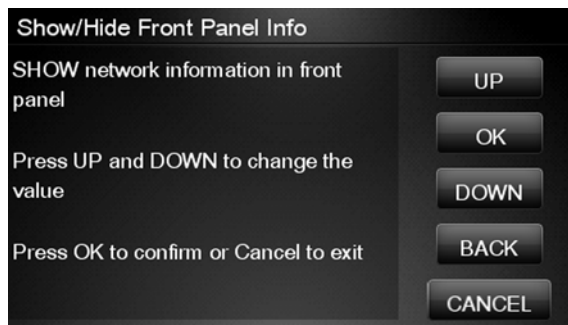 Show/Hide Front Panel Info
SHOW network information in front
panel
Press UP and DOWN to change the
value
Press OK to confirm or Cancel to exit
UP
OK
DOWN
BACK
CANCEL